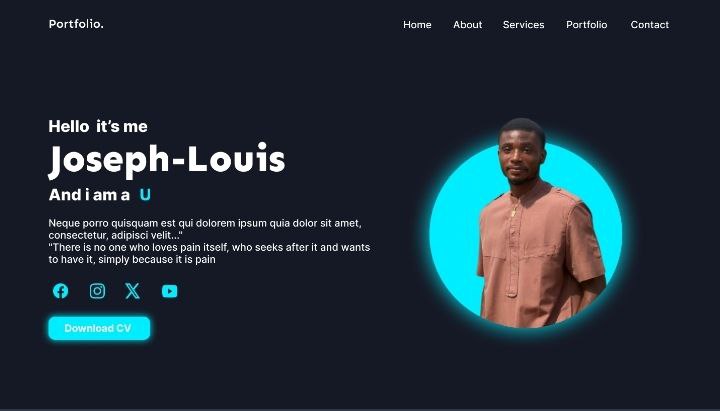 Portfolio.
Home About Services Portfolio Contact
Hello it's me
Joseph-Louis
And i am a U
Neque porro quisquam est qui dolorem ipsum quia dolor sit amet,
consectetur, adipisci velit..."
"There is no one who loves pain itself, who seeks after it and wants
to have it, simply because it is pain
Download CV